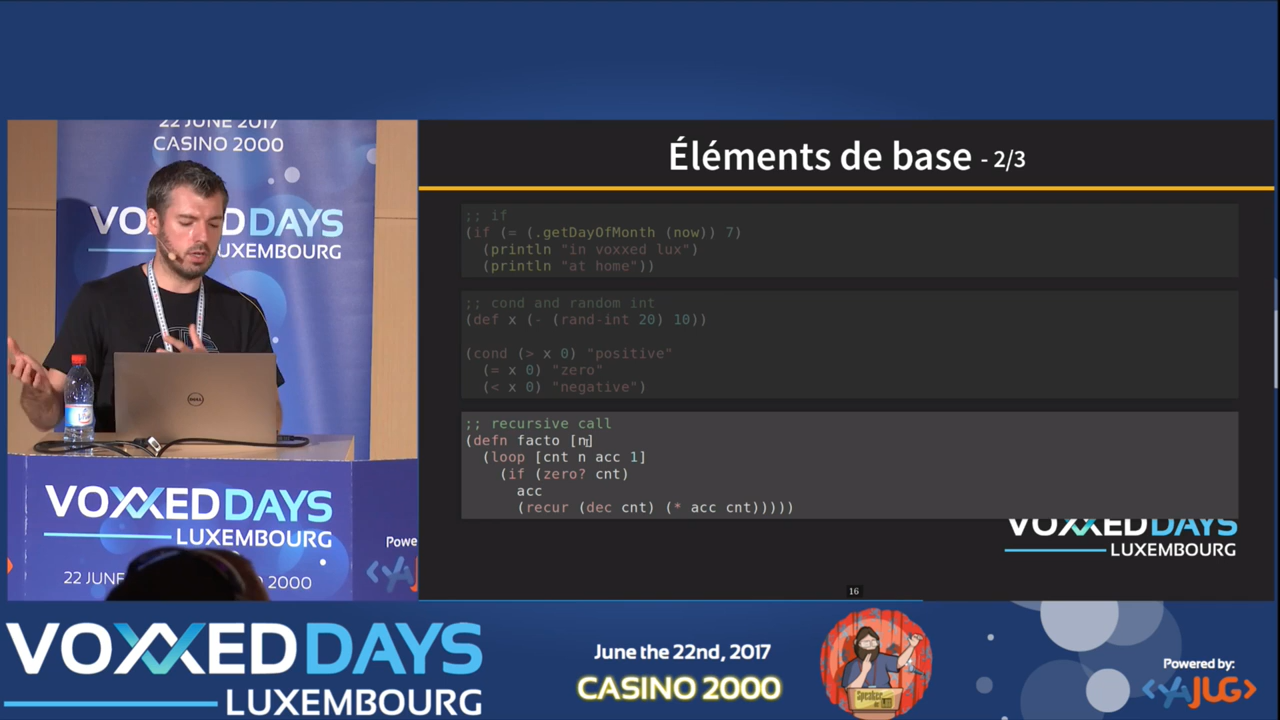 22 JUNE 2017
CASINO 2000
VOXXED DAYS
LUXEMBOURG
DELL
VOXXED DAYS
LUXEMBOURG
Powe
22 JUNE
O 2000
Éléments de base - 2/3
;; if
(if (= (.getDayOfMonth (now)) 7)
  (println "in voxxed lux")
  (println "at home"))
;; cond and random int
(def x (- (rand-int 20) 10))
(cond (> x 0) "positive"
  (= x 0) "zero"
  (< x 0) "negative")
;; recursive call
(defn facto [n]
  (loop [cnt n acc 1]
    (if (zero? cnt)
      acc
      (recur (dec cnt) (* acc cnt)))))
VOXXED DAYS
LUXEMBOURG
16
VOXXED DAYS
LUXEMBOURG
June the 22nd, 2017
CASINO 2000
Speaker
Powered by:
<YAJUG>